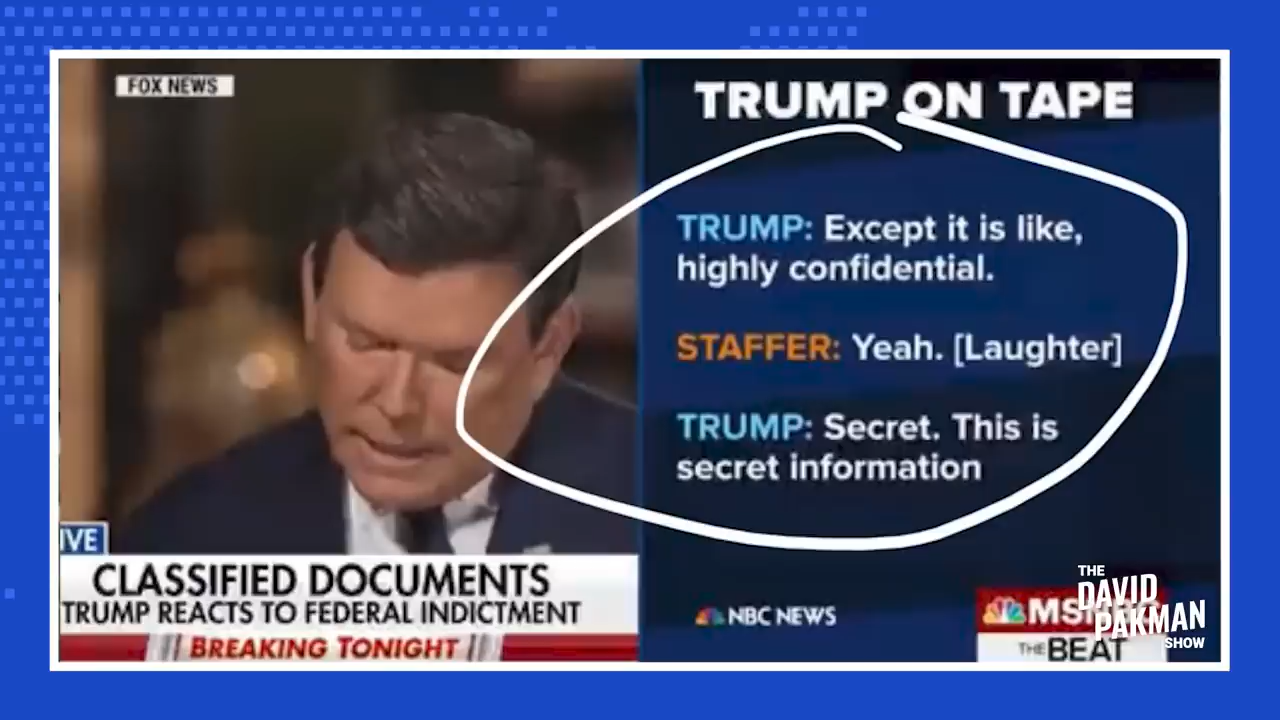 FOX NEWS
TRUMP ON TAPE
TRUMP: Except it is like,
highly confidential.
STAFFER: Yeah. [Laughter]
TRUMP: Secret. This is
secret information
IVE
CLASSIFIED DOCUMENTS
TRUMP REACTS TO FEDERAL INDICTMENT
BREAKING TONIGHT
NBC NEWS
THE BEAT
THE
DAVID
PAKMAN
SHOW